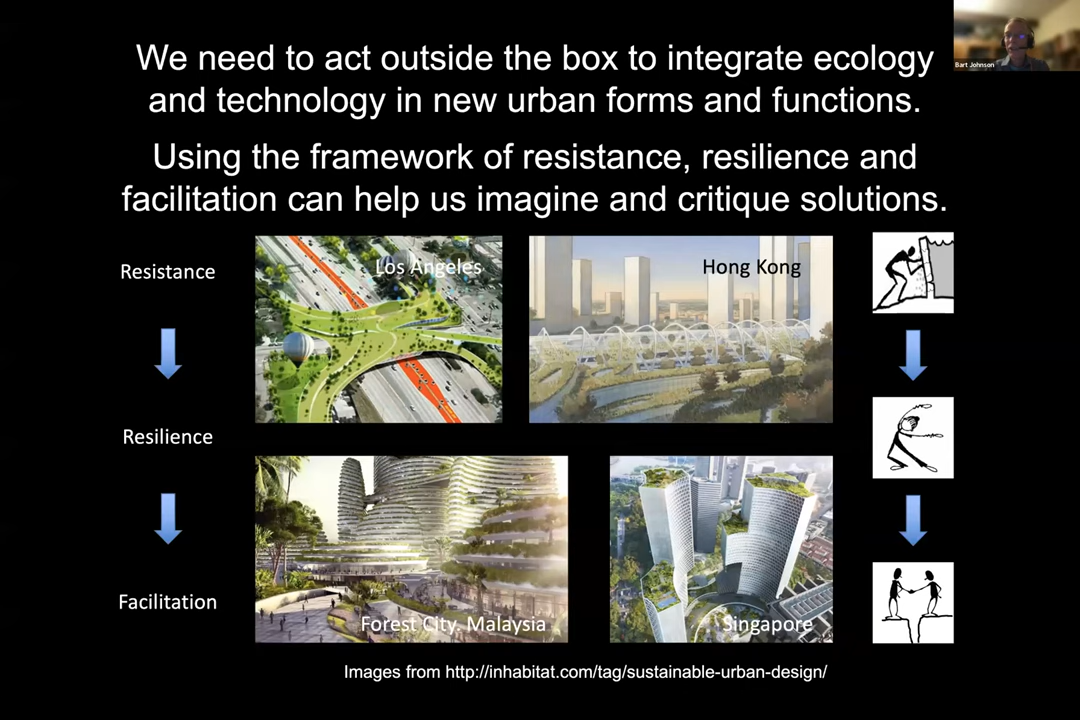 We need to act outside the box to integrate ecology
and technology in new urban forms and functions.
Using the framework of resistance, resilience and
facilitation can help us imagine and critique solutions.
Bart Johnson
Resistance
Los Angeles
Hong Kong
Resilience
Facilitation
Forest City. Malaysia
Singapore
Images from http://inhabitat.com/tag/sustainable-urban-design/